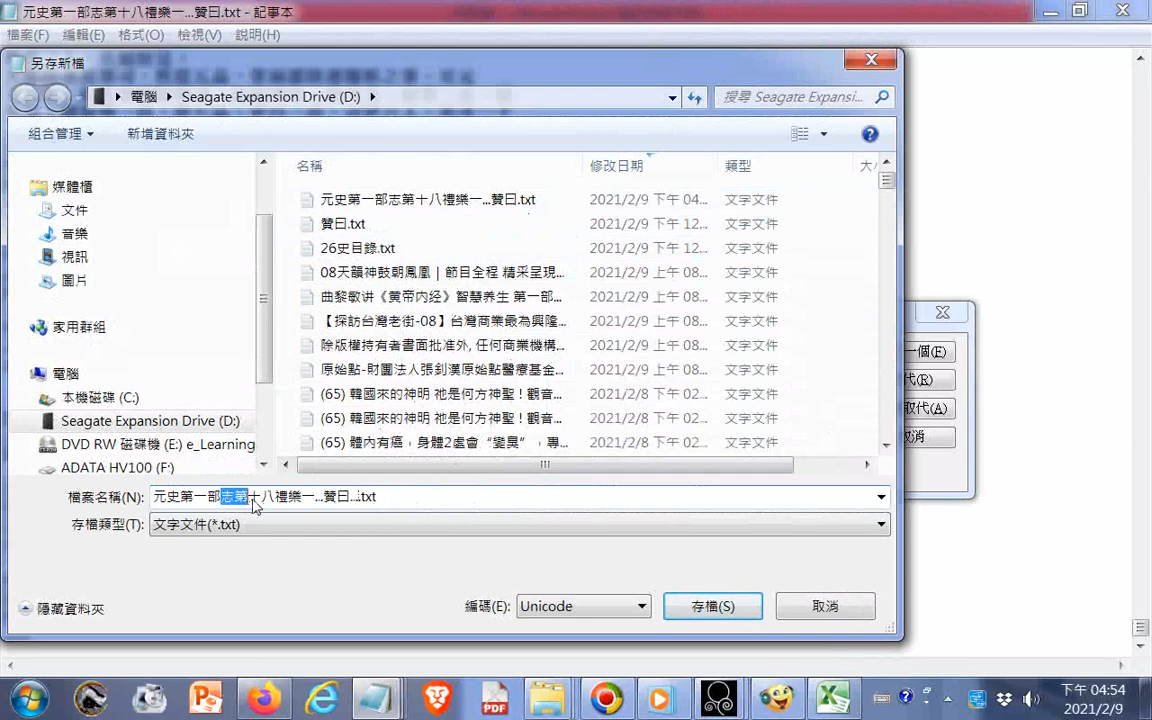 元史第一部志第十八禮樂一...贊曰.txt - 記事本
檔案(F) 編輯(E) 格式(O) 檢視(V) 說明(H)
另存新檔
電腦 Seagate Expansion Drive (D:)
搜尋 Seagate Expansi...
組合管理 新增資料夾
名稱 修改日期 類型 大小
媒體櫃
文件
音樂
視訊
圖片
家用群組
電腦
本機磁碟 (C:)
Seagate Expansion Drive (D:)
DVD RW 磁碟機 (E:) e_Learning
ADATA HV100 (F:)
元史第一部志第十八禮樂一...贊曰.txt 2021/2/9 下午 04... 文字文件
贊曰.txt 2021/2/9 下午 12... 文字文件
26史目錄.txt 2021/2/9 下午 12... 文字文件
08天韻神鼓朝鳳凰 | 節目全程 精采呈現... 2021/2/9 上午 08... 文字文件
曲黎敏讲《黄帝内经》智慧养生 第一部... 2021/2/9 上午 08... 文字文件
【探訪台灣老街-08】台灣商業最為興隆... 2021/2/9 上午 08... 文字文件
除版權持有者書面批准外, 任何商業機構... 2021/2/9 上午 08... 文字文件
原始點-財團法人張釗漢原始點醫療基金... 2021/2/9 上午 08... 文字文件
(65) 韓國來的神明 祂是何方神聖！觀音... 2021/2/8 下午 02... 文字文件
(65) 韓國來的神明 祂是何方神聖！觀音... 2021/2/8 下午 02... 文字文件
(65) 體內有癌，身體2處會“變異”，專... 2021/2/8 下午 02... 文字文件
檔案名稱(N): 元史第一部志第十八禮樂一...贊曰...txt
存檔類型(T): 文字文件(*.txt)
隱藏資料夾
編碼(E): Unicode 存檔(S) 取消
一個(E)
代(R)
取代(A)
取消
下午 04:54
2021/2/9